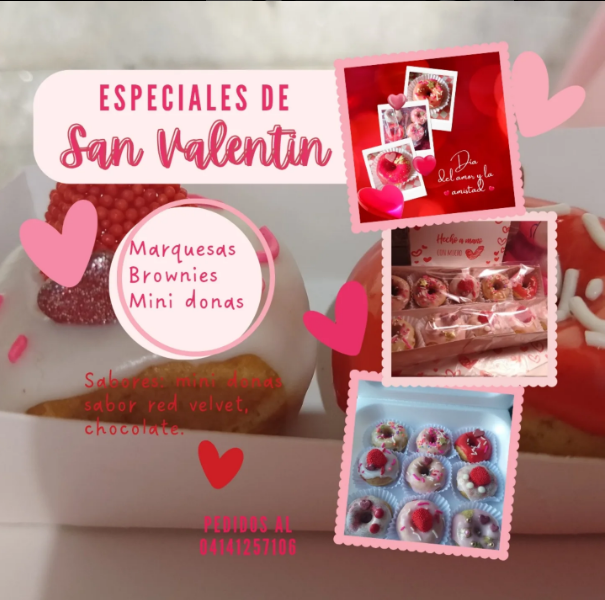 ESPECIALES DE
San Valentin
Dia
del amor y la
amistad
Hecho a mano
Marquesas
Brownies
Mini donas
Sabores: mini donas
sabor red velvet,
chocolate.
PEDIDOS AL
04141257106